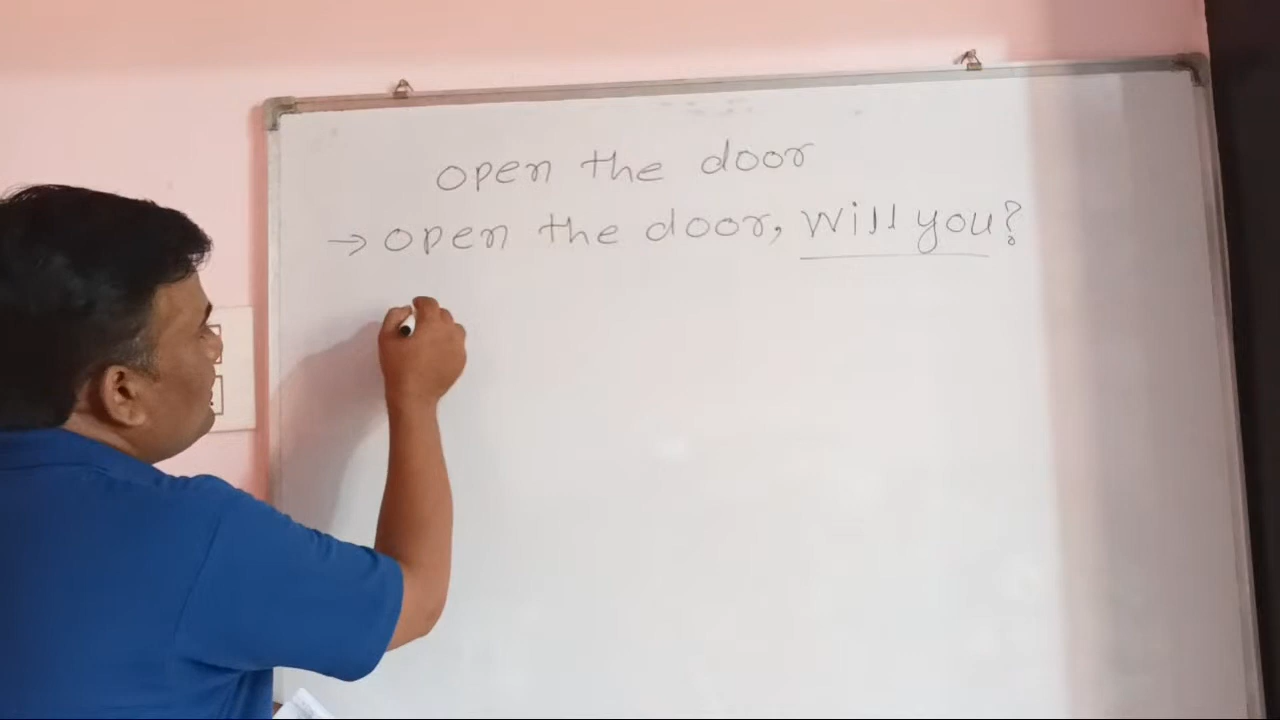 open the door
→ open the door, will you?